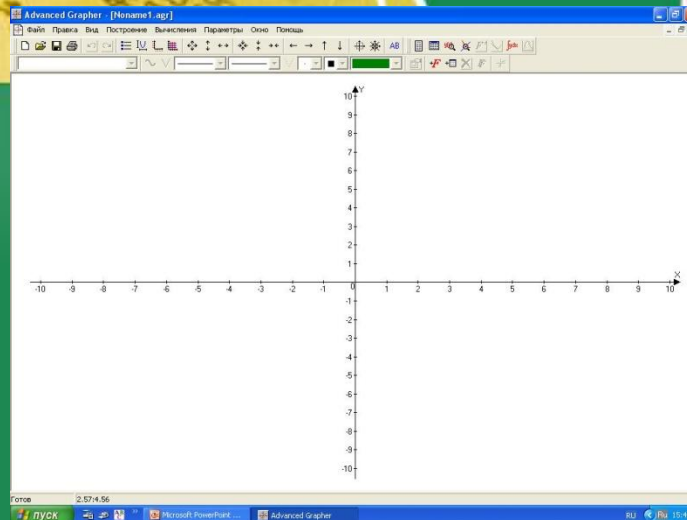 Advanced Grapher - [Noname1.agr]
Файл Правка Вид Построение Вычисления Параметры Окно Помощь
AB
Y
10
9
8
7
6
5
4
3
2
1
X
-10 -9 -8 -7 -6 -5 -4 -3 -2 -1 0 1 2 3 4 5 6 7 8 9 10
-1
-2
-3
-4
-5
-6
-7
-8
-9
-10
Готов 2.57:4.56
пуск Microsoft PowerPoint ... Advanced Grapher RU 15:4